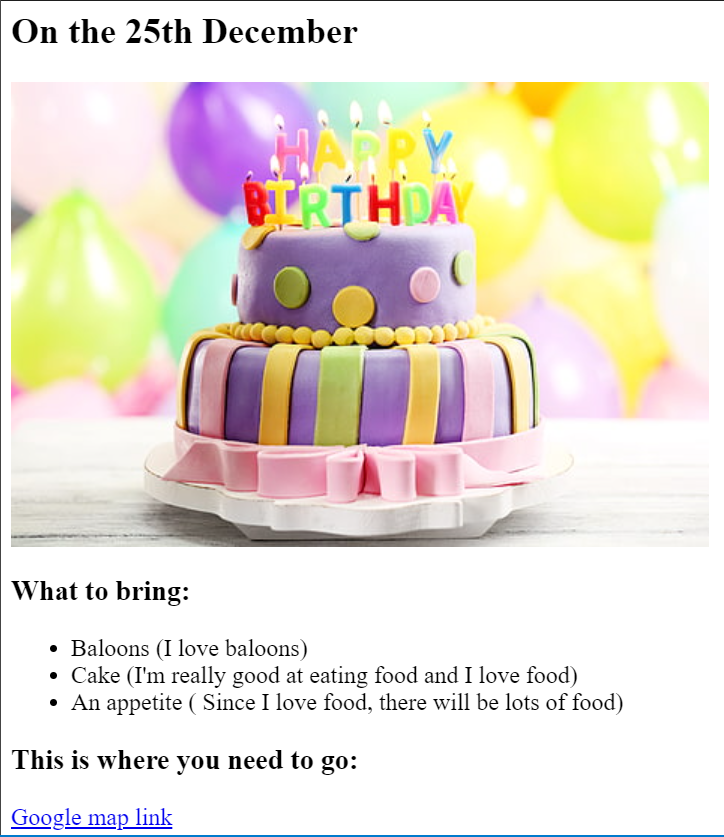 On the 25th December
HAPPY
BIRTHDAY
What to bring:
Baloons (I love baloons)
Cake (I'm really good at eating food and I love food)
An appetite ( Since I love food, there will be lots of food)
This is where you need to go:
Google map link